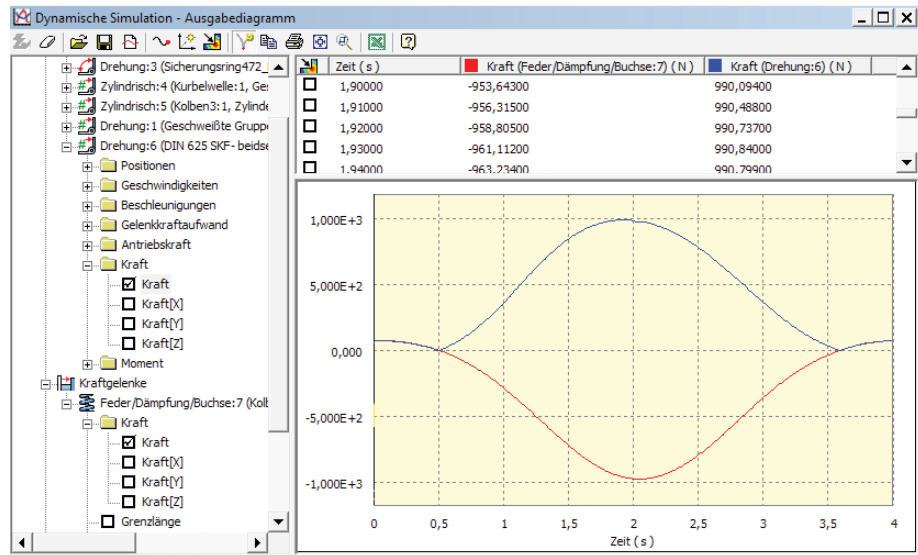 Dynamische Simulation - Ausgabediagramm
Drehung:3 (Sicherungsring472_
Zylindrisch:4 (Kurbelwelle:1, Ge
Zylindrisch:5 (Kolben3:1, Zylinde
Drehung:1 (Geschweißte Gruppe
Drehung:6 (DIN 625 SKF- beidse
Positionen
Geschwindigkeiten
Beschleunigungen
Gelenkkraftaufwand
Antriebskraft
Kraft
Kraft
Kraft[X]
Kraft[Y]
Kraft[Z]
Moment
Kraftgelenke
Feder/Dämpfung/Buchse:7 (Kolb
Kraft
Kraft
Kraft[X]
Kraft[Y]
Kraft[Z]
Grenzlänge
Zeit ( s ) Kraft (Feder/Dämpfung/Buchse:7) ( N ) Kraft (Drehung:6) ( N )
1,90000 -953,64300 990,09400
1,91000 -956,31500 990,48800
1,92000 -958,80500 990,73700
1,93000 -961,11200 990,84000
1,94000 -963,23400 990,79900
1,000E+3
5,000E+2
0,000
-5,000E+2
-1,000E+3
0 0,5 1 1,5 2 2,5 3 3,5 4
Zeit ( s )